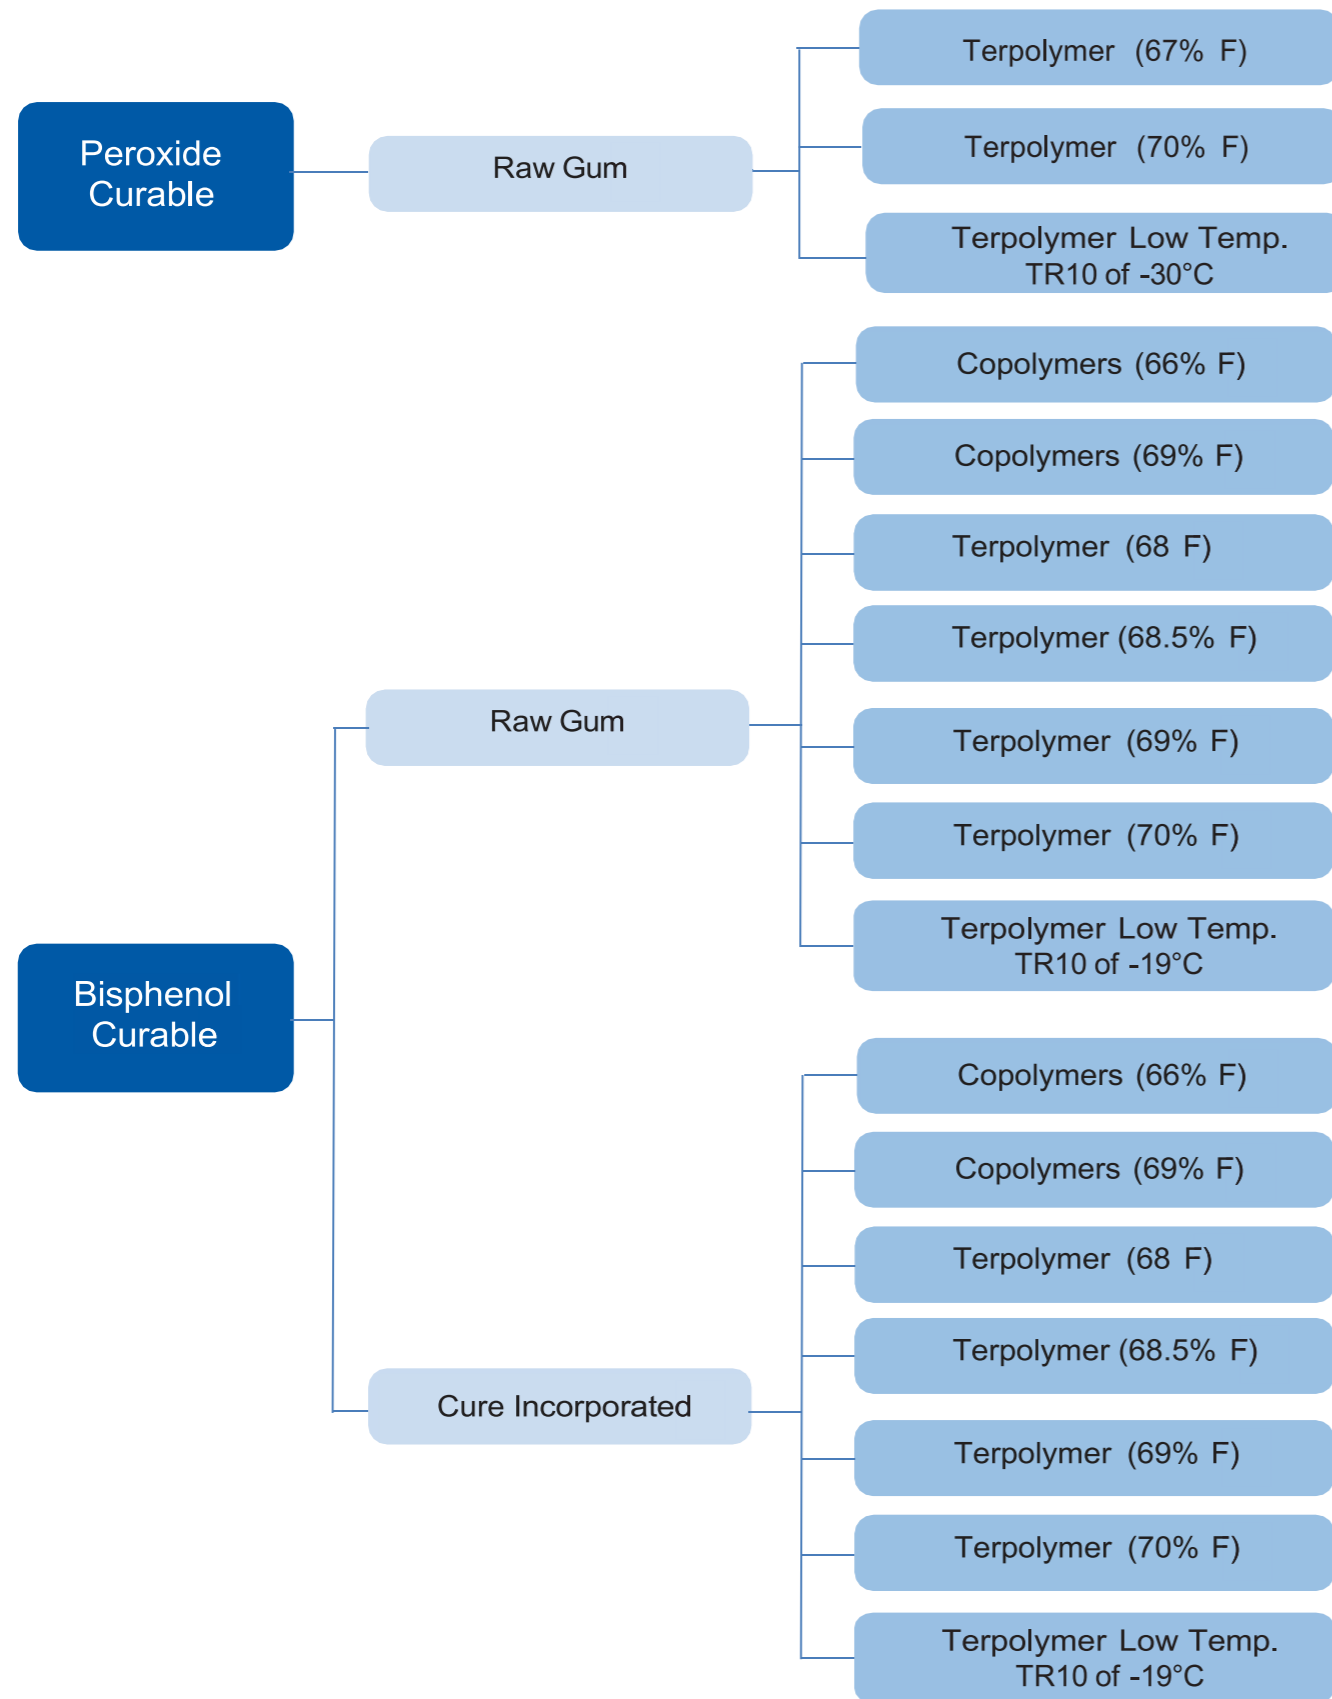 Peroxide
Curable
Raw Gum
Terpolymer (67% F)
Terpolymer (70% F)
Terpolymer Low Temp.
TR10 of -30°C
Bisphenol
Curable
Raw Gum
Copolymers (66% F)
Copolymers (69% F)
Terpolymer (68 F)
Terpolymer (68.5% F)
Terpolymer (69% F)
Terpolymer (70% F)
Terpolymer Low Temp.
TR10 of -19°C
Cure Incorporated
Copolymers (66% F)
Copolymers (69% F)
Terpolymer (68 F)
Terpolymer (68.5% F)
Terpolymer (69% F)
Terpolymer (70% F)
Terpolymer Low Temp.
TR10 of -19°C